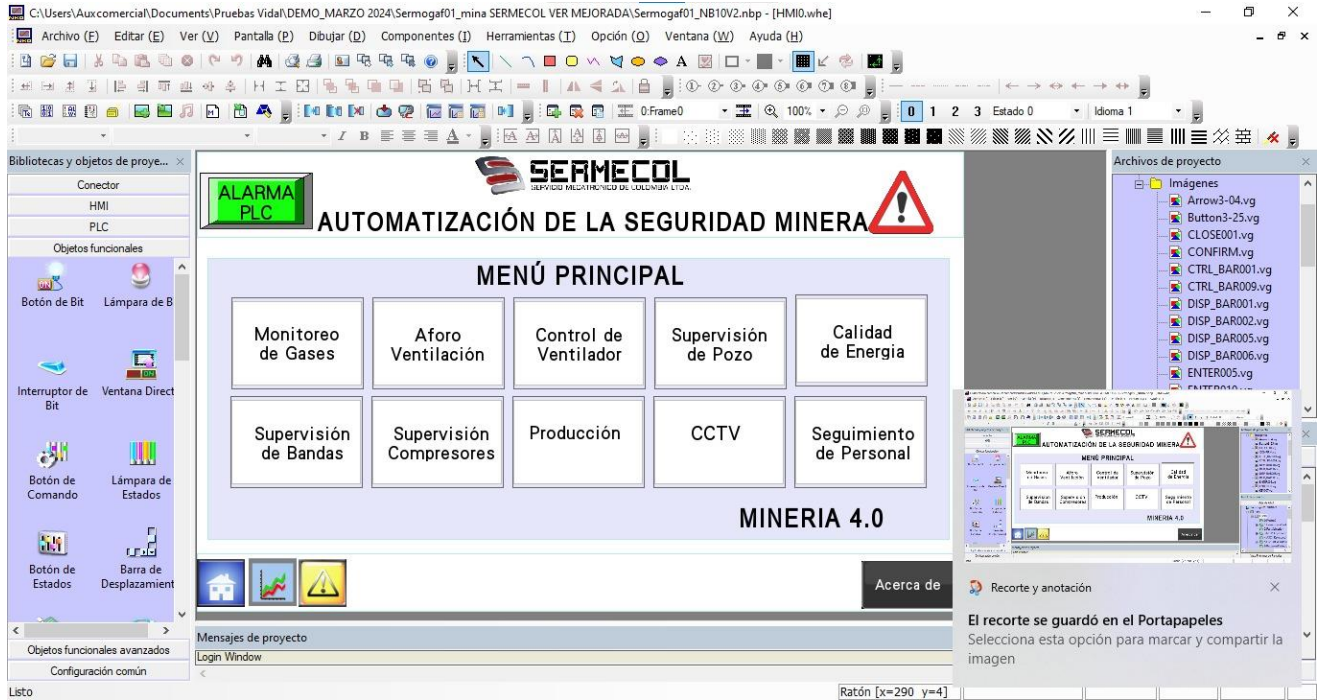 C:\Users\Auxcomercial\Documents\Pruebas Vidal\DEMO_MARZO 2024\Sermogaf01_mina SERMECOL VER MEJORADA\Sermogaf01_NB10V2.nbp - [HMI0.whe]
Archivo (F) Editar (E) Ver (V) Pantalla (P) Dibujar (D) Componentes (I) Herramientas (T) Opción (O) Ventana (W) Ayuda (H)
0:Frame0 100% 0 1 2 3 Estado 0 Idioma 1
Bibliotecas y objetos de proye...
Conector
HMI
PLC
Objetos funcionales
Botón de Bit
Lámpara de B
Interruptor de Bit
Ventana Direct
Botón de Comando
Lámpara de Estados
Botón de Estados
Barra de Desplazamient
Objetos funcionales avanzados
Configuración común
Listo
ALARMA
PLC
SERMECOL
SERVICIO MECATRONICO DE COLOMBIA LTDA.
AUTOMATIZACIÓN DE LA SEGURIDAD MINERA
MENÚ PRINCIPAL
Monitoreo de Gases
Aforo Ventilación
Control de Ventilador
Supervisión de Pozo
Calidad de Energia
Supervisión de Bandas
Supervisión Compresores
Producción
CCTV
Seguimiento de Personal
MINERIA 4.0
Acerca de
Mensajes de proyecto
Login Window
Ratón [x=290 y=4]
Archivos de proyecto
Imágenes
Arrow3-04.vg
Button3-25.vg
CLOSE001.vg
CONFIRM.vg
CTRL_BAR001.vg
CTRL_BAR009.vg
DISP_BAR001.vg
DISP_BAR002.vg
DISP_BAR005.vg
DISP_BAR006.vg
ENTER005.vg
Recorte y anotación
El recorte se guardó en el Portapapeles
Selecciona esta opción para marcar y compartir la
imagen